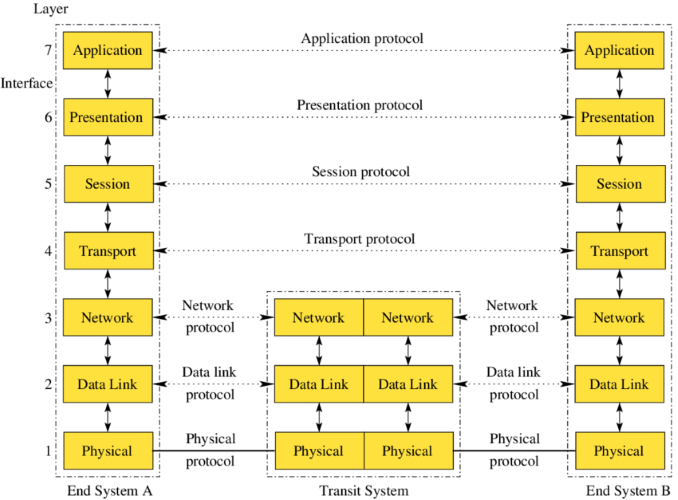 Layer
7 Application Application protocol Application
Interface
6 Presentation Presentation protocol Presentation
5 Session Session protocol Session
4 Transport Transport protocol Transport
3 Network Network protocol Network Network Network protocol Network
2 Data Link Data link protocol Data Link Data Link Data link protocol Data Link
1 Physical Physical protocol Physical Physical Physical protocol Physical
End System A Transit System End System B